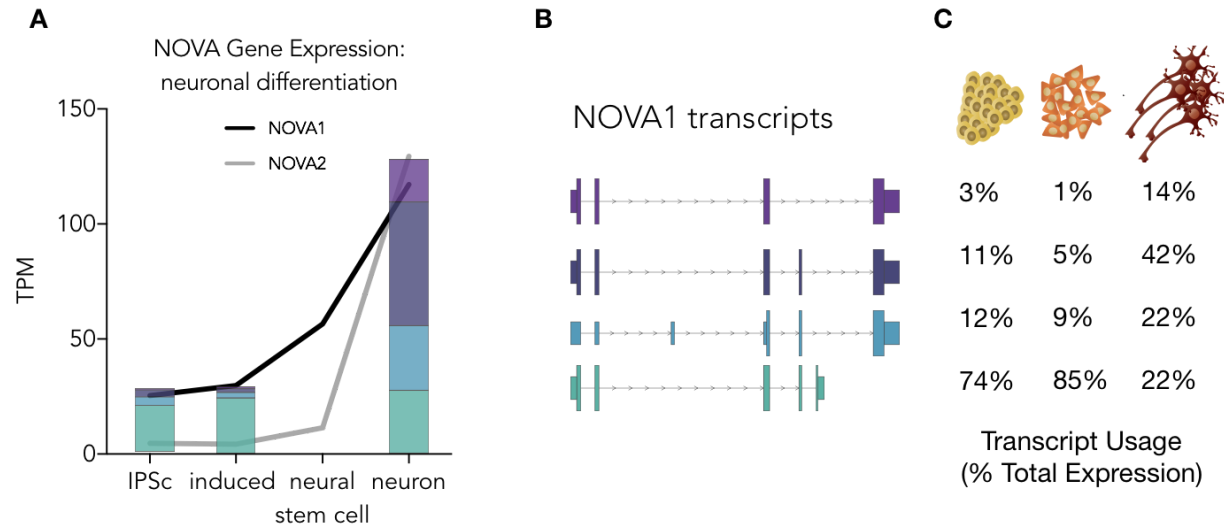 A
NOVA Gene Expression:
neuronal differentiation
150
100
50
0
TPM
NOVA1
NOVA2
IPSc
induced
neural
neuron
stem cell
B
NOVA1 transcripts
C
3% 1% 14%
11% 5% 42%
12% 9% 22%
74% 85% 22%
Transcript Usage
(% Total Expression)